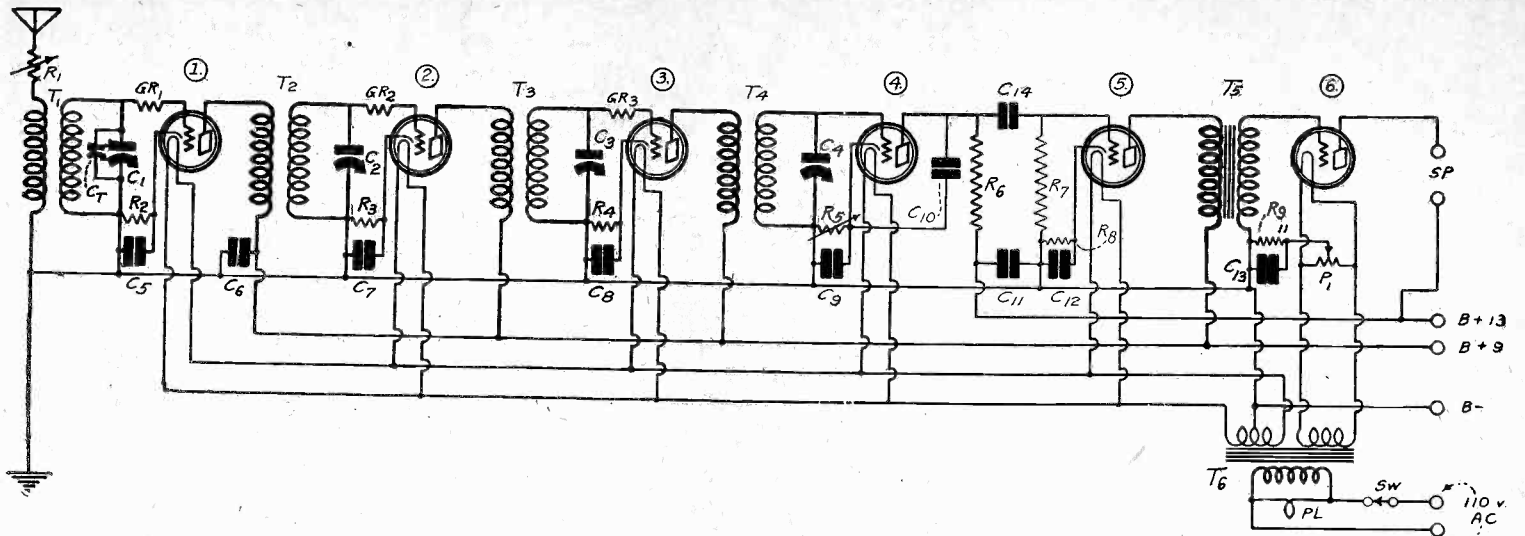 R1
T1
GR1
1.
T2
GR2
2.
T3
GR3
3.
T4
4.
C14
5.
T5
6.
CT
C1
R2
C2
R3
C3
R4
C4
R5
C10
R6
R7
R8
R9
11
P1
SP
C5
C6
C7
C8
C9
C11
C12
C13
B+13
B+9
B-
T6
PL
SW
110 v.
AC